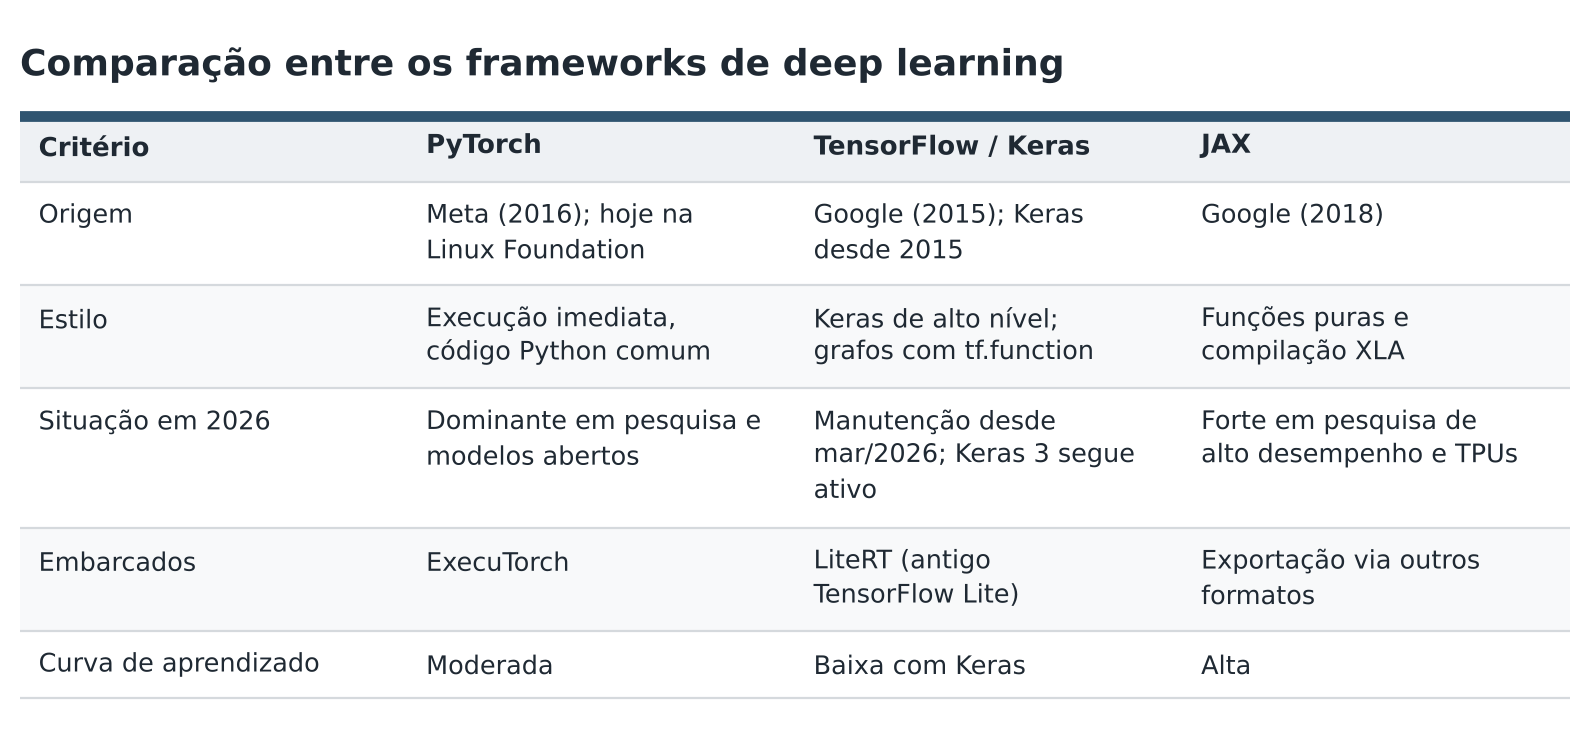 Comparação entre os frameworks de deep learning
Critério
PyTorch
TensorFlow / Keras
JAX
Origem
Meta (2016); hoje na
Linux Foundation
Google (2015); Keras
desde 2015
Google (2018)
Estilo
Execução imediata,
código Python comum
Keras de alto nível;
grafos com tf.function
Funções puras e
compilação XLA
Situação em 2026
Dominante em pesquisa e
modelos abertos
Manutenção desde
mar/2026; Keras 3 segue
ativo
Forte em pesquisa de
alto desempenho e TPUs
Embarcados
ExecuTorch
LiteRT (antigo
TensorFlow Lite)
Exportação via outros
formatos
Curva de aprendizado
Moderada
Baixa com Keras
Alta